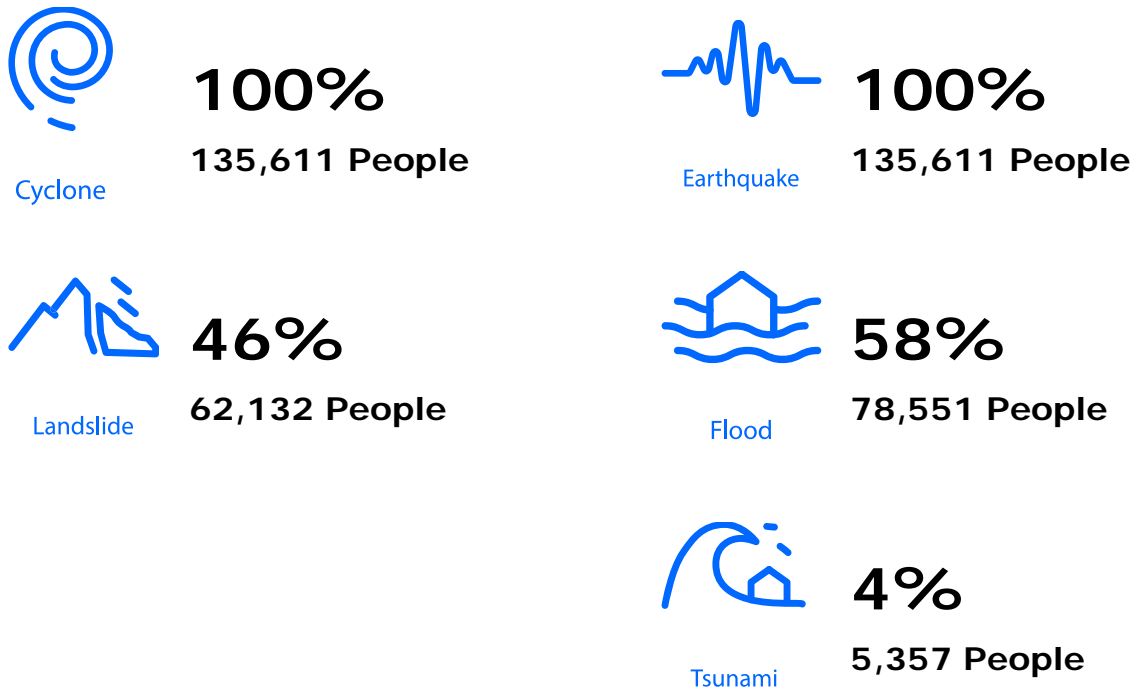 100%
135,611 People
Cyclone
100%
135,611 People
Earthquake
46%
62,132 People
Landslide
58%
78,551 People
Flood
4%
5,357 People
Tsunami